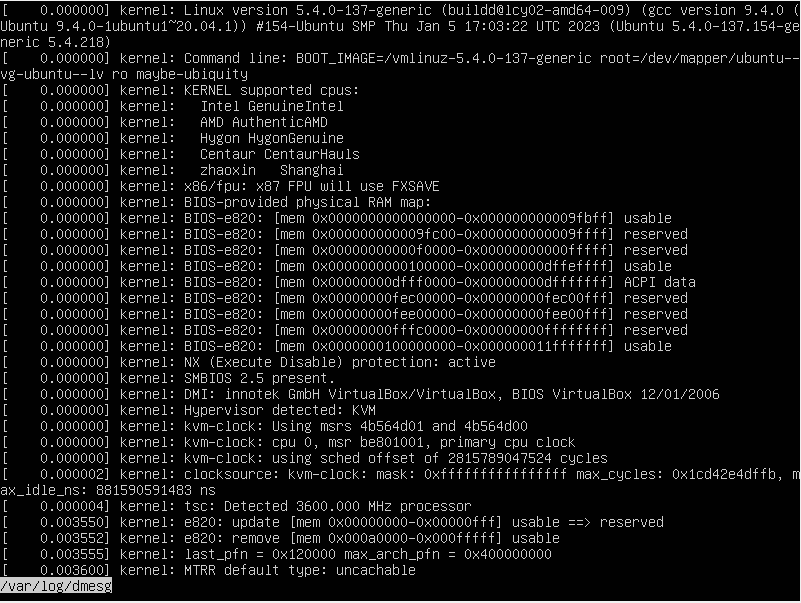 [    0.000000] kernel: Linux version 5.4.0-137-generic (buildd@lcy02-amd64-009) (gcc version 9.4.0 (
Ubuntu 9.4.0-1ubuntu1~20.04.1)) #154-Ubuntu SMP Thu Jan 5 17:03:22 UTC 2023 (Ubuntu 5.4.0-137.154-ge
neric 5.4.218)
[    0.000000] kernel: Command line: BOOT_IMAGE=/vmlinuz-5.4.0-137-generic root=/dev/mapper/ubuntu--
vg-ubuntu--lv ro maybe-ubiquity
[    0.000000] kernel: KERNEL supported cpus:
[    0.000000] kernel:   Intel GenuineIntel
[    0.000000] kernel:   AMD AuthenticAMD
[    0.000000] kernel:   Hygon HygonGenuine
[    0.000000] kernel:   Centaur CentaurHauls
[    0.000000] kernel:   zhaoxin   Shanghai
[    0.000000] kernel: x86/fpu: x87 FPU will use FXSAVE
[    0.000000] kernel: BIOS-provided physical RAM map:
[    0.000000] kernel: BIOS-e820: [mem 0x0000000000000000-0x000000000009fbff] usable
[    0.000000] kernel: BIOS-e820: [mem 0x000000000009fc00-0x000000000009ffff] reserved
[    0.000000] kernel: BIOS-e820: [mem 0x00000000000f0000-0x00000000000fffff] reserved
[    0.000000] kernel: BIOS-e820: [mem 0x0000000000100000-0x00000000dffeffff] usable
[    0.000000] kernel: BIOS-e820: [mem 0x00000000dfff0000-0x00000000dfffffff] ACPI data
[    0.000000] kernel: BIOS-e820: [mem 0x00000000fec00000-0x00000000fec00fff] reserved
[    0.000000] kernel: BIOS-e820: [mem 0x00000000fee00000-0x00000000fee00fff] reserved
[    0.000000] kernel: BIOS-e820: [mem 0x00000000fffc0000-0x00000000ffffffff] reserved
[    0.000000] kernel: BIOS-e820: [mem 0x0000000100000000-0x000000011fffffff] usable
[    0.000000] kernel: NX (Execute Disable) protection: active
[    0.000000] kernel: SMBIOS 2.5 present.
[    0.000000] kernel: DMI: innotek GmbH VirtualBox/VirtualBox, BIOS VirtualBox 12/01/2006
[    0.000000] kernel: Hypervisor detected: KVM
[    0.000000] kernel: kvm-clock: Using msrs 4b564d01 and 4b564d00
[    0.000000] kernel: kvm-clock: cpu 0, msr be801001, primary cpu clock
[    0.000000] kernel: kvm-clock: using sched offset of 2815789047524 cycles
[    0.000002] kernel: clocksource: kvm-clock: mask: 0xffffffffffffffff max_cycles: 0x1cd42e4dffb, m
ax_idle_ns: 881590591483 ns
[    0.000004] kernel: tsc: Detected 3600.000 MHz processor
[    0.003550] kernel: e820: update [mem 0x00000000-0x00000fff] usable ==> reserved
[    0.003552] kernel: e820: remove [mem 0x000a0000-0x000fffff] usable
[    0.003555] kernel: last_pfn = 0x120000 max_arch_pfn = 0x400000000
[    0.003600] kernel: MTRR default type: uncachable
/var/log/dmesg